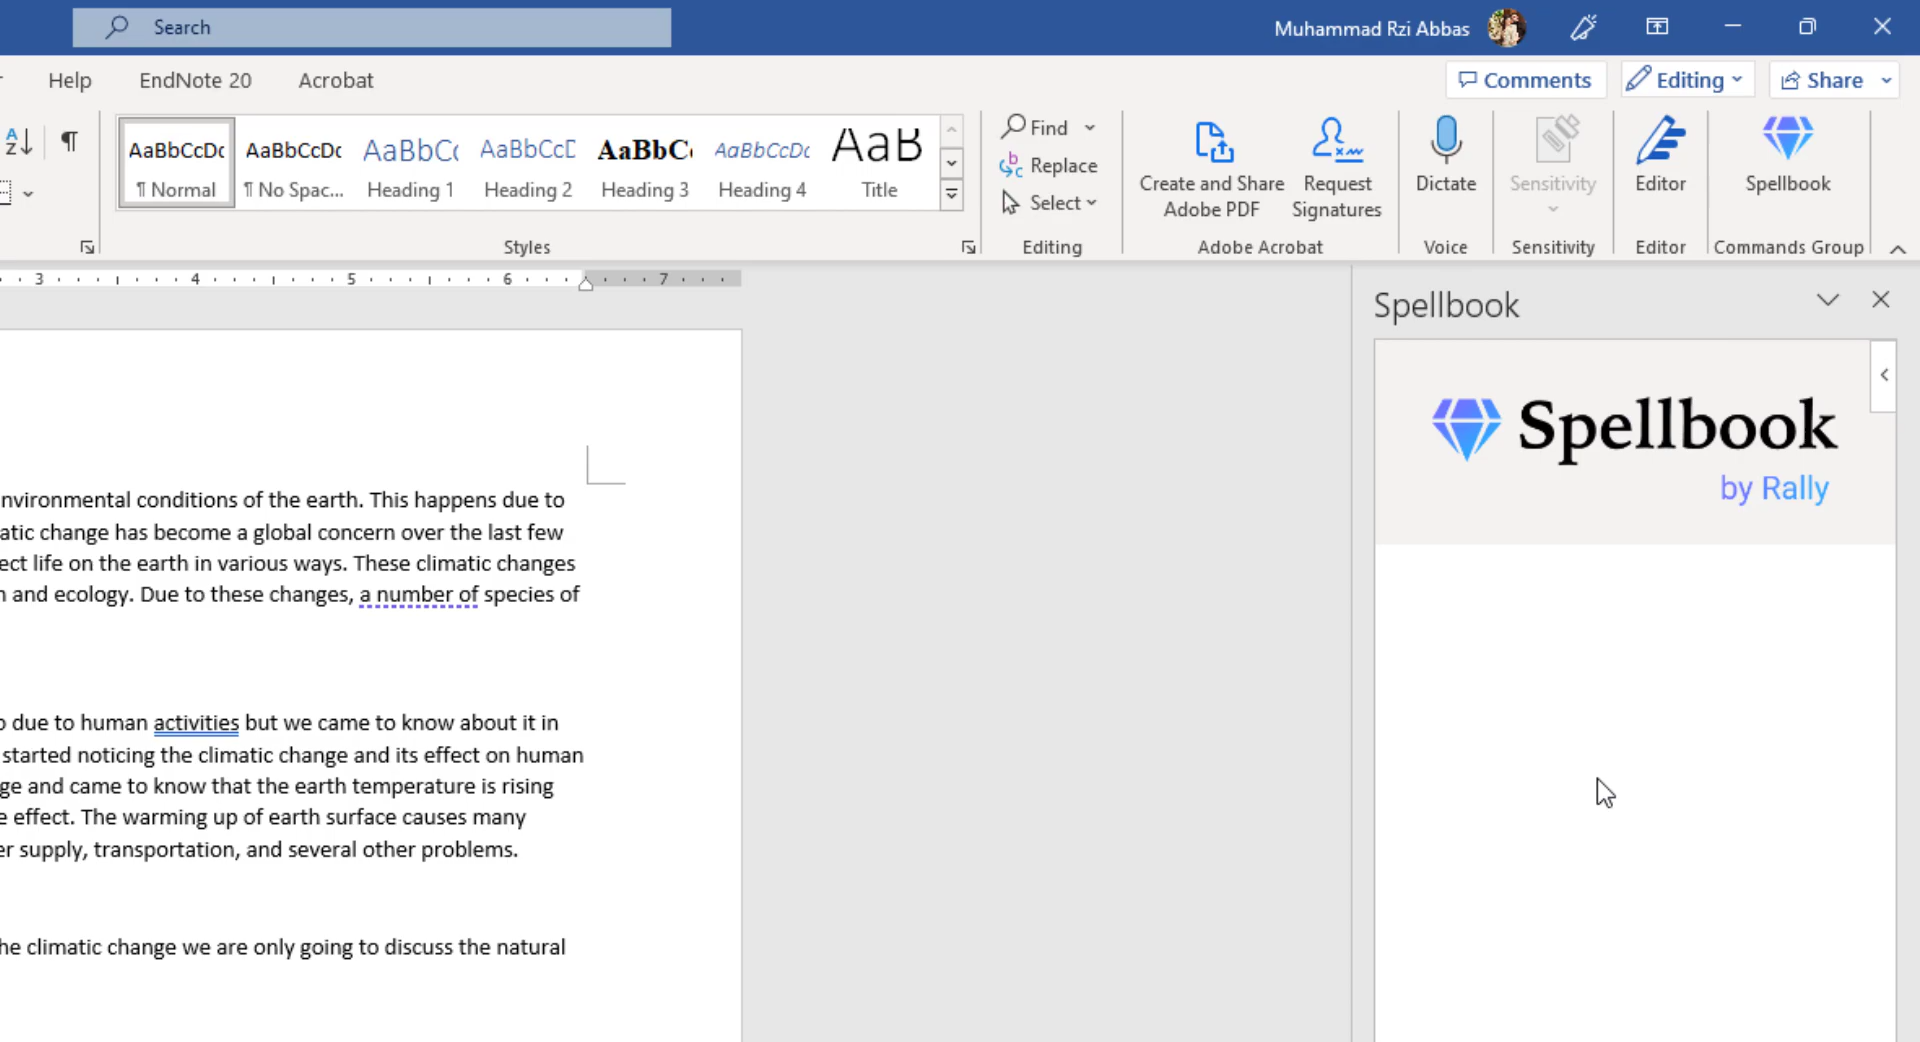 Search
Muhammad Rzi Abbas
Help EndNote 20 Acrobat
Comments Editing Share
AaBbCcDc AaBbCcDc AaBbC AaBbCcD AaBbC AaBbCcDc AaB
¶ Normal ¶ No Spac... Heading 1 Heading 2 Heading 3 Heading 4 Title
Styles
Find
Replace
Select
Editing
Create and Share Adobe PDF
Request Signatures
Adobe Acrobat
Dictate
Voice
Sensitivity
Sensitivity
Editor
Editor
Spellbook
Commands Group
3 4 5 6 7
Spellbook
Spellbook
by Rally
nvironmental conditions of the earth. This happens due to
atic change has become a global concern over the last few
ect life on the earth in various ways. These climatic changes
n and ecology. Due to these changes, a number of species of
o due to human activities but we came to know about it in
started noticing the climatic change and its effect on human
ge and came to know that the earth temperature is rising
e effect. The warming up of earth surface causes many
er supply, transportation, and several other problems.
he climatic change we are only going to discuss the natural